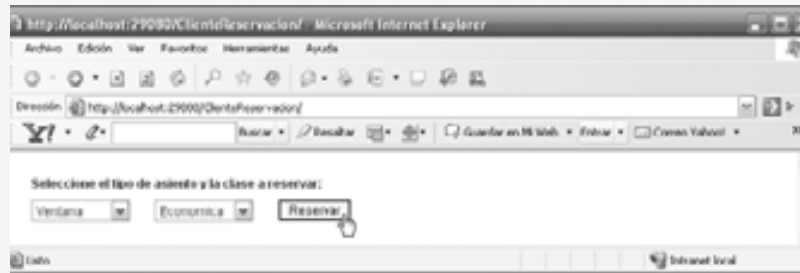 http://localhost:29080/ClienteReservacion/ - Microsoft Internet Explorer
Archivo Edición Ver Favoritos Herramientas Ayuda
Dirección http://localhost:29080/ClienteReservacion/
Y! Buscar Resaltar Guardar en Mi Web Entrar Correo Yahoo!
Seleccione el tipo de asiento y la clase a reservar:
Ventana Economica Reservar
Listo Intranet local